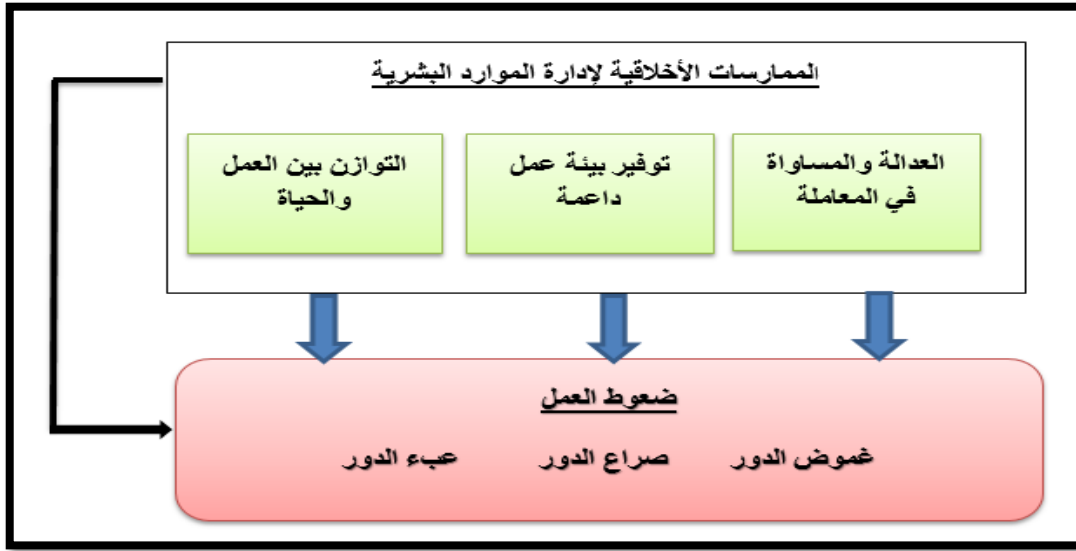 الممارسات الأخلاقية لإدارة الموارد البشرية
العدالة والمساواة
في المعاملة
توفير بيئة عمل
داعمة
التوازن بين العمل
والحياة
ضعوط العمل
غموض الدور
صراع الدور
عبء الدور